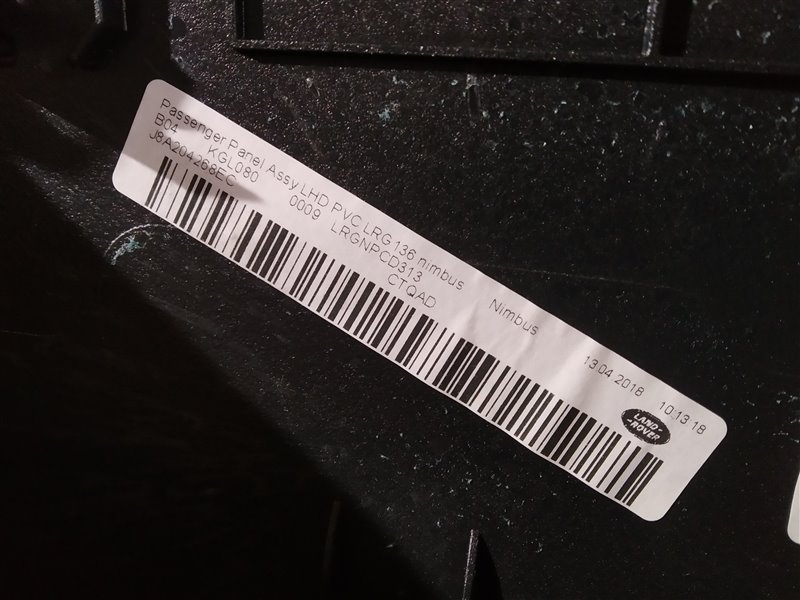 Passenger Panel Assy LHD PVC LRG 136 nimbus Nimbus 13.04.2018 10:13:18
B04 KGL080 0009 LRGNPCD313
J8A204268EC CTQAD
LAND-
-ROVER